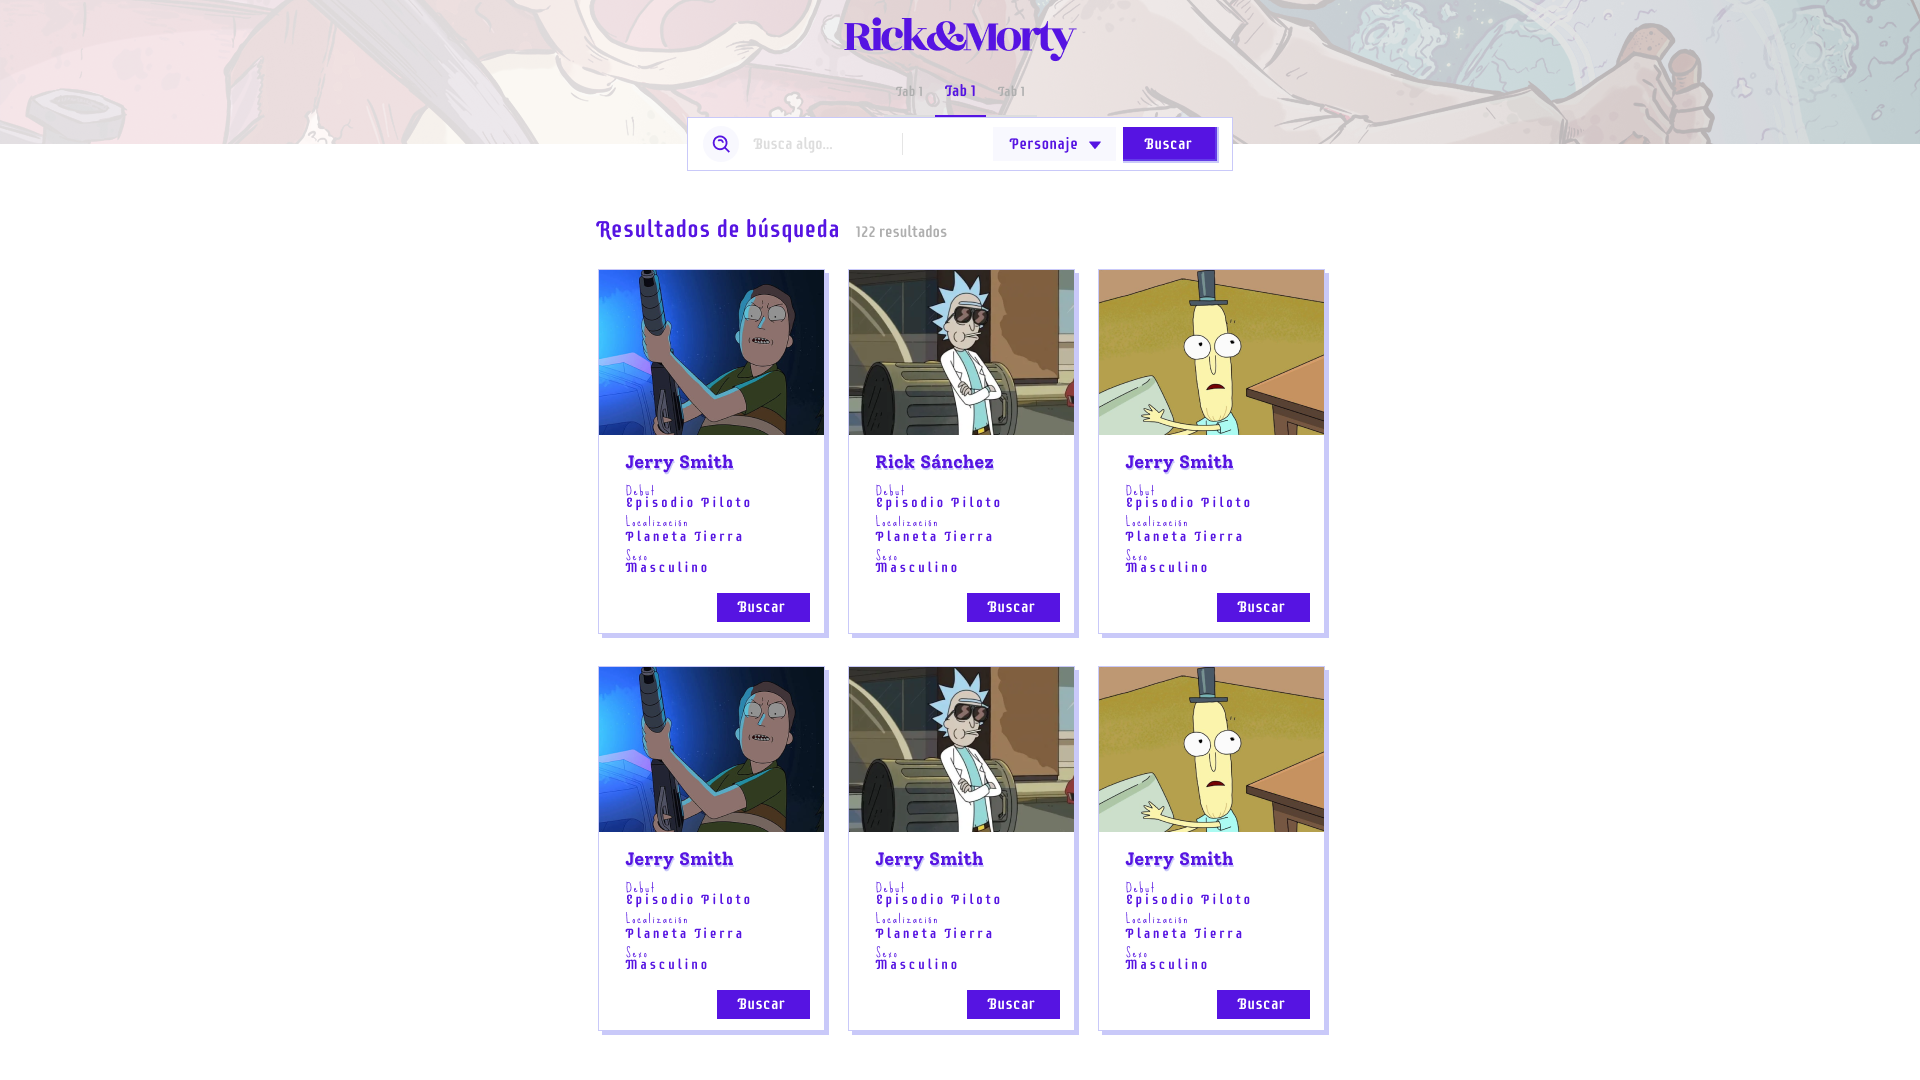 Rick&Morty
Tab 1 Tab 1 Tab 1
Busca algo... Personaje Buscar
Resultados de búsqueda 122 resultados
Jerry Smith
Debut
Episodio Piloto
Localización
Planeta Tierra
Sexo
Masculino
Buscar
Rick Sánchez
Debut
Episodio Piloto
Localización
Planeta Tierra
Sexo
Masculino
Buscar
Jerry Smith
Debut
Episodio Piloto
Localización
Planeta Tierra
Sexo
Masculino
Buscar
Jerry Smith
Debut
Episodio Piloto
Localización
Planeta Tierra
Sexo
Masculino
Buscar
Jerry Smith
Debut
Episodio Piloto
Localización
Planeta Tierra
Sexo
Masculino
Buscar
Jerry Smith
Debut
Episodio Piloto
Localización
Planeta Tierra
Sexo
Masculino
Buscar